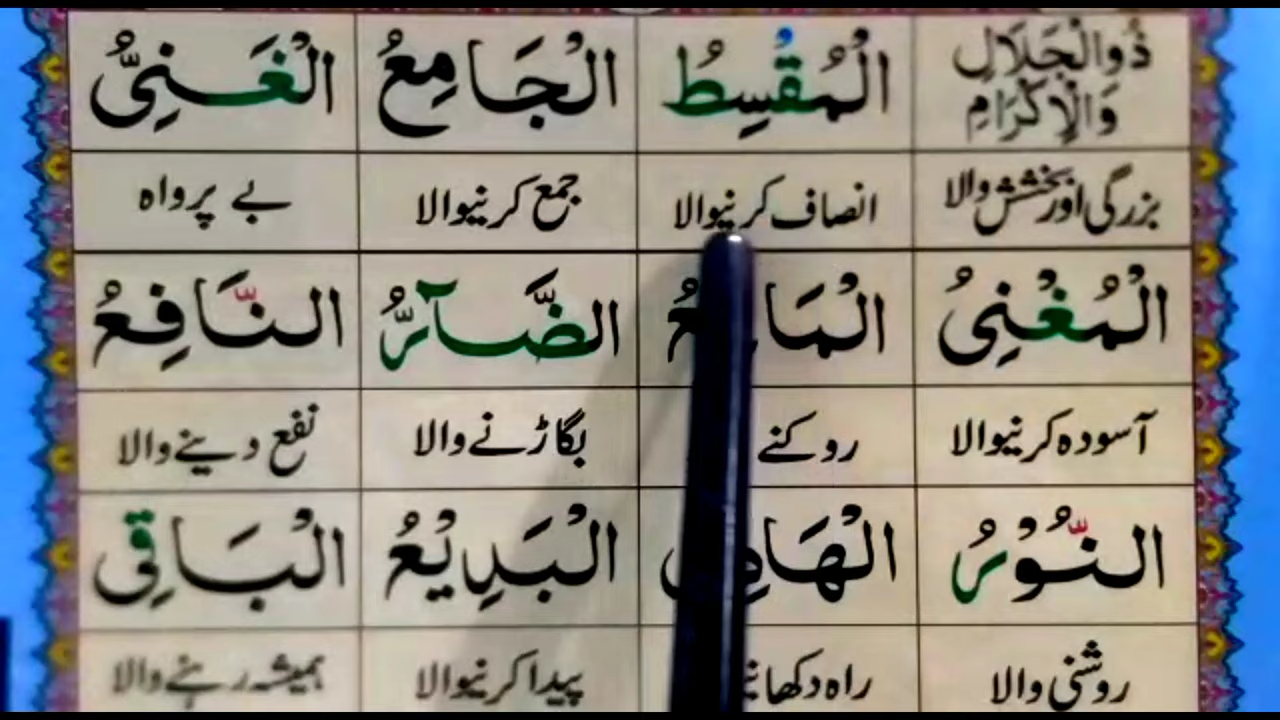 ذُوالْجَلَالِ
وَالْاِكْرَامِ
الْمُقْسِطُ
الْجَامِعُ
الْغَنِىُّ
بزرگی اور بخشش والا
انصاف کرنیوالا
جمع کرنیوالا
بے پرواہ
الْمُغْنِىُ
الضَّآرُّ
النَّافِعُ
آسودہ کرنیوالا
روکنے
بگاڑنے والا
نفع دینے والا
النُّوْرُ
الْبَدِيْعُ
الْبَاقِى
روشنی والا
راہ
پیدا کرنیوالا
ہمیشہ رہنے والا